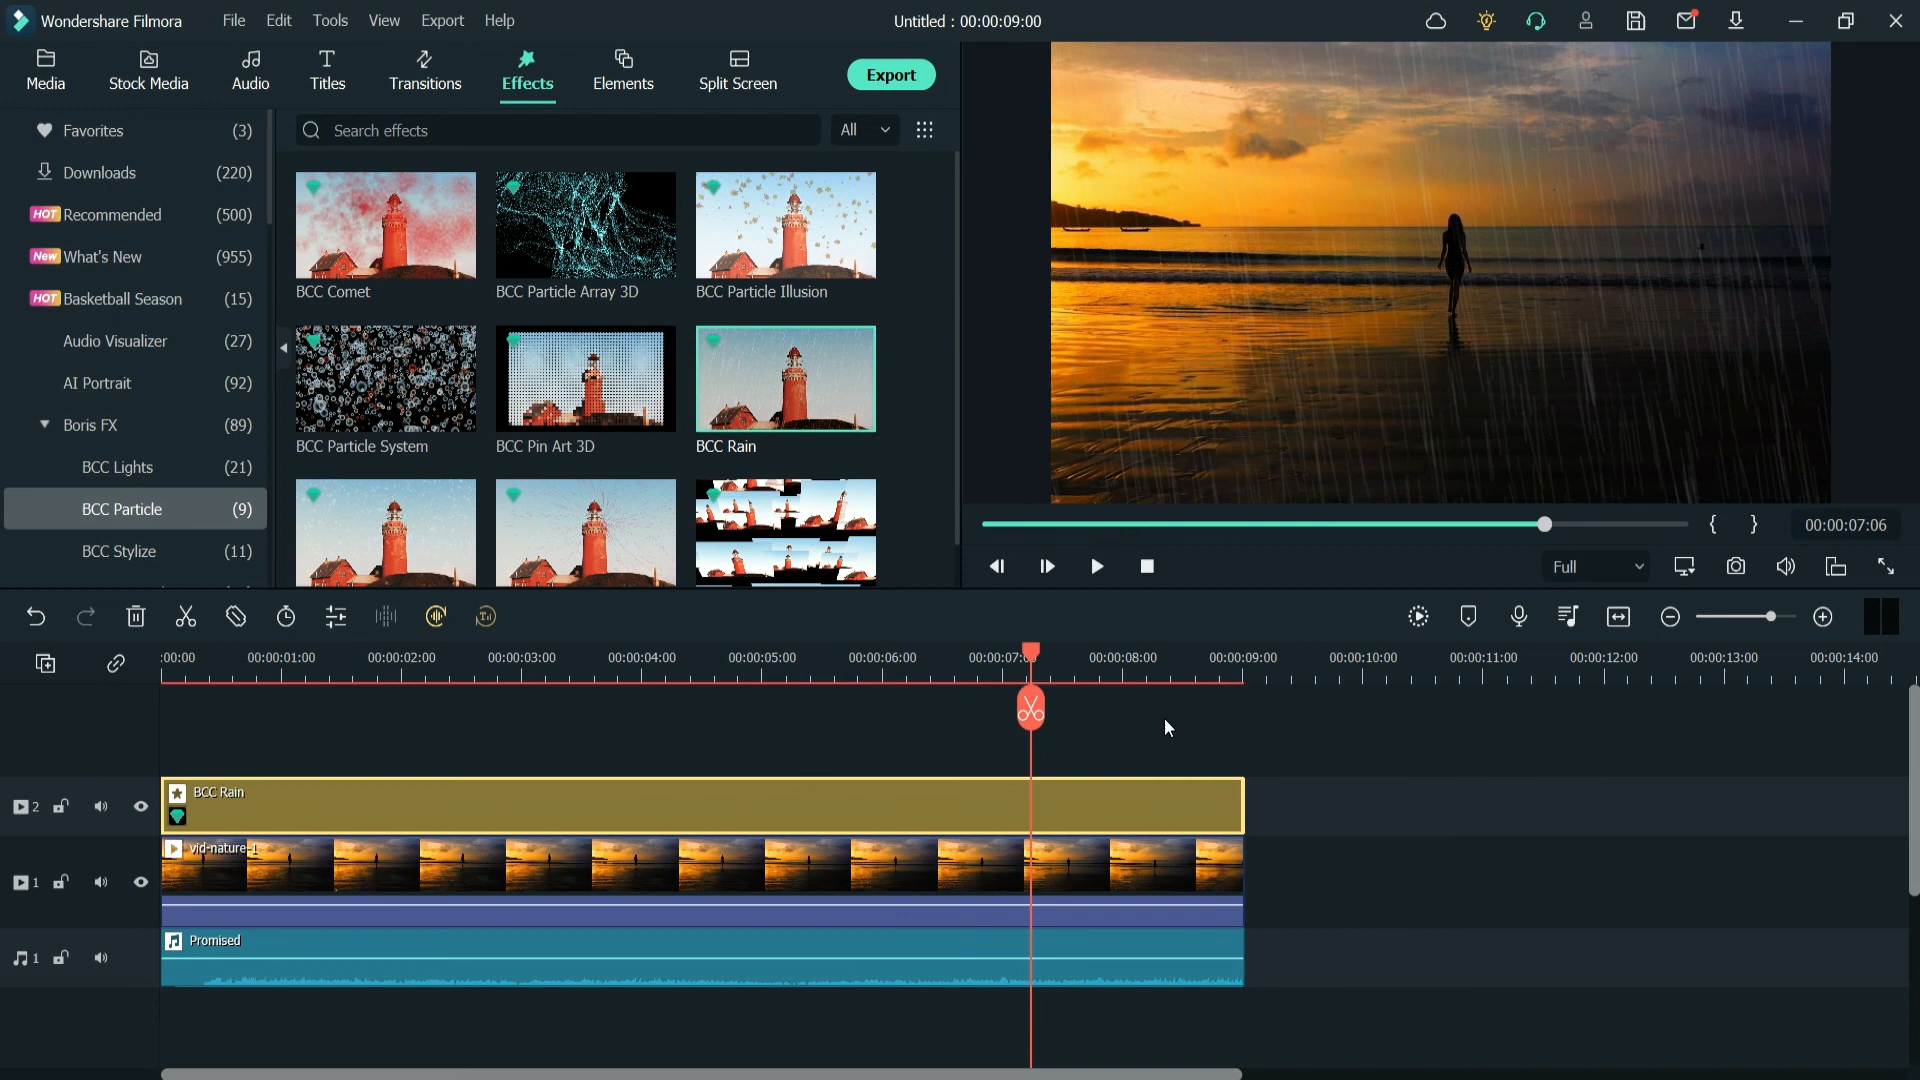 Wondershare Filmora File Edit Tools View Export Help Untitled : 00:00:09:00
Media Stock Media Audio Titles Transitions Effects Elements Split Screen Export
Favorites (3)
Downloads (220)
HOT Recommended (500)
New What's New (955)
HOT Basketball Season (15)
Audio Visualizer (27)
AI Portrait (92)
Boris FX (89)
BCC Lights (21)
BCC Particle (9)
BCC Stylize (11)
Search effects All
BCC Comet BCC Particle Array 3D BCC Particle Illusion
BCC Particle System BCC Pin Art 3D BCC Rain
{ } 00:00:07:06
Full
:00:00 00:00:01:00 00:00:02:00 00:00:03:00 00:00:04:00 00:00:05:00 00:00:06:00 00:00:07:0 00:00:08:00 00:00:09:00 00:00:10:00 00:00:11:00 00:00:12:00 00:00:13:00 00:00:14:00
2 BCC Rain
vid-nature-1
1
Promised
1